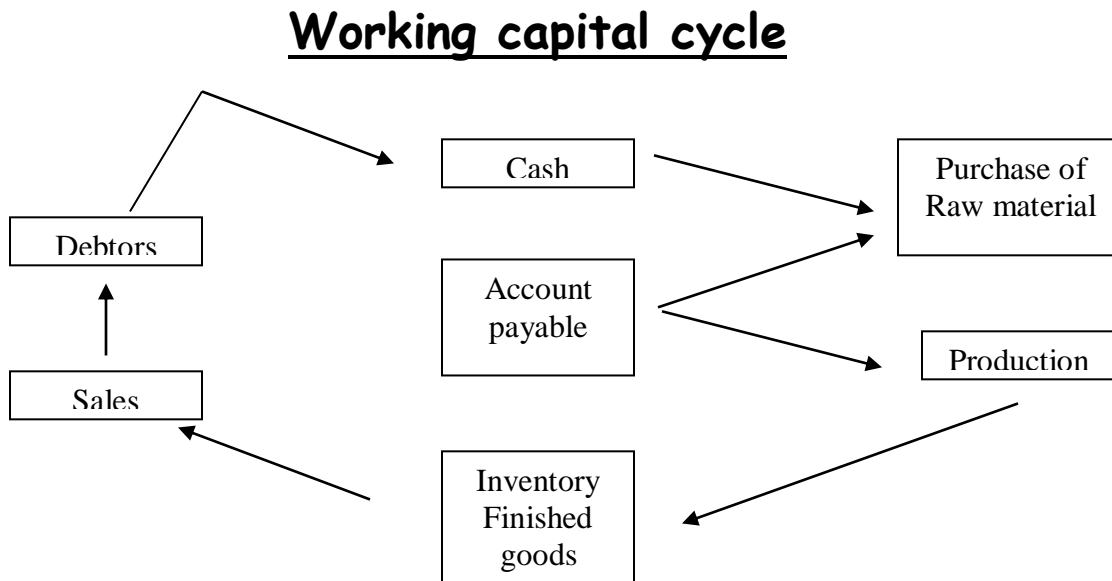 Working capital cycle
Cash
Purchase of
Raw material
Debtors
Account
payable
Production
Sales
Inventory
Finished
goods